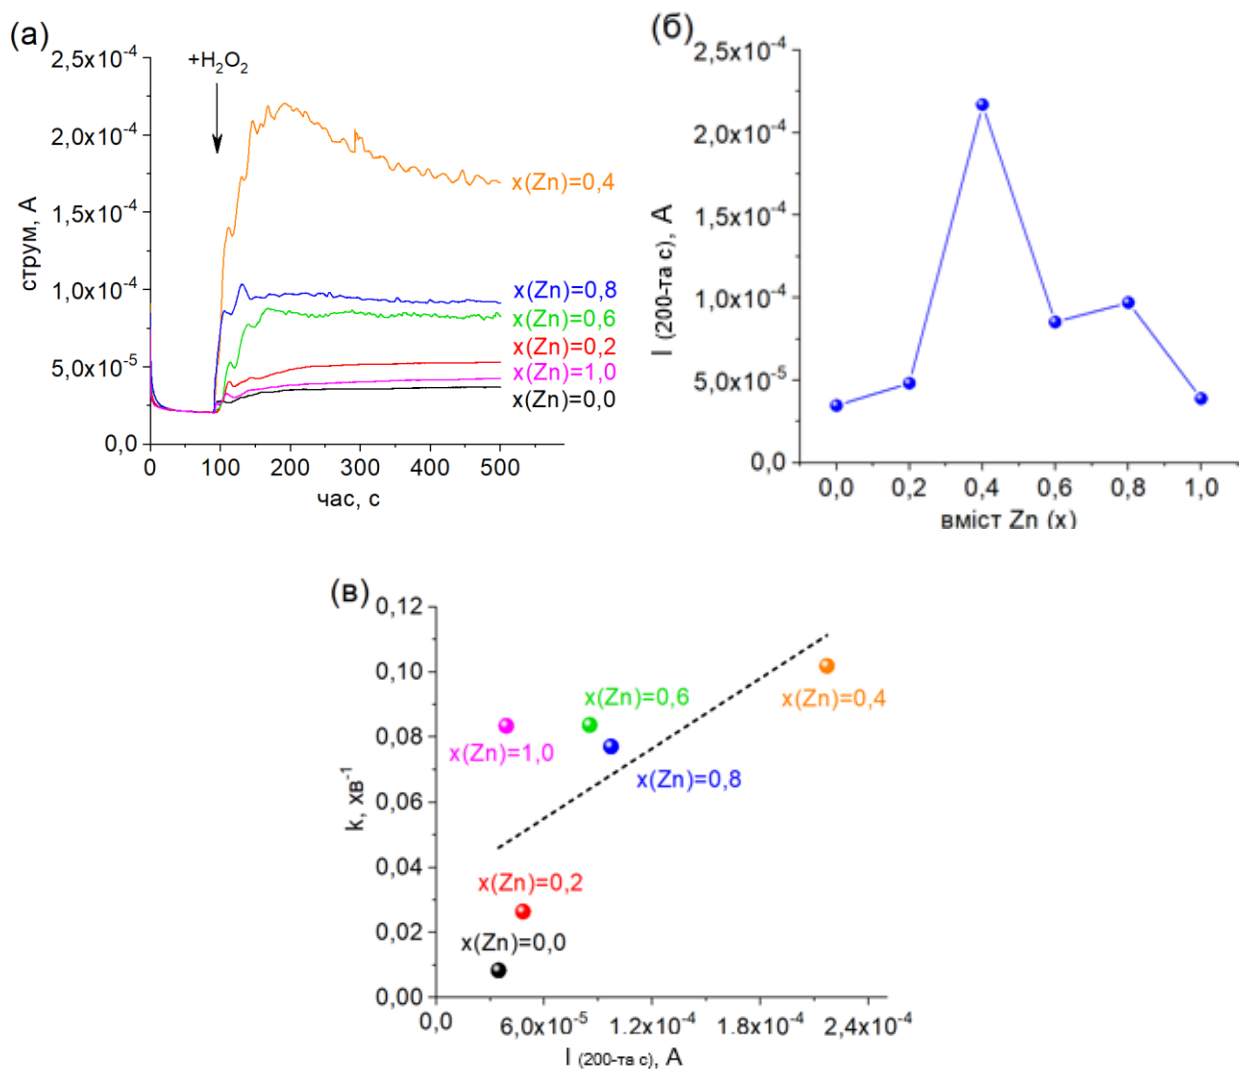 (а)
+H₂O₂
2,5x10⁻⁴
2,0x10⁻⁴
1,5x10⁻⁴
1,0x10⁻⁴
5,0x10⁻⁵
0,0
струм, А
x(Zn)=0,4
x(Zn)=0,8
x(Zn)=0,6
x(Zn)=0,2
x(Zn)=1,0
x(Zn)=0,0
0 100 200 300 400 500
час, с
(б)
2,5x10⁻⁴
2,0x10⁻⁴
1,5x10⁻⁴
1,0x10⁻⁴
5,0x10⁻⁵
0,0
I (200-та с), А
0,0 0,2 0,4 0,6 0,8 1,0
вміст Zn (x)
(в)
0,12
0,10
0,08
0,06
0,04
0,02
0,00
k, хв⁻¹
x(Zn)=0,6
x(Zn)=0,4
x(Zn)=1,0
x(Zn)=0,8
x(Zn)=0,2
x(Zn)=0,0
0,0 6,0x10⁻⁵ 1,2x10⁻⁴ 1,8x10⁻⁴ 2,4x10⁻⁴
I (200-та с), А